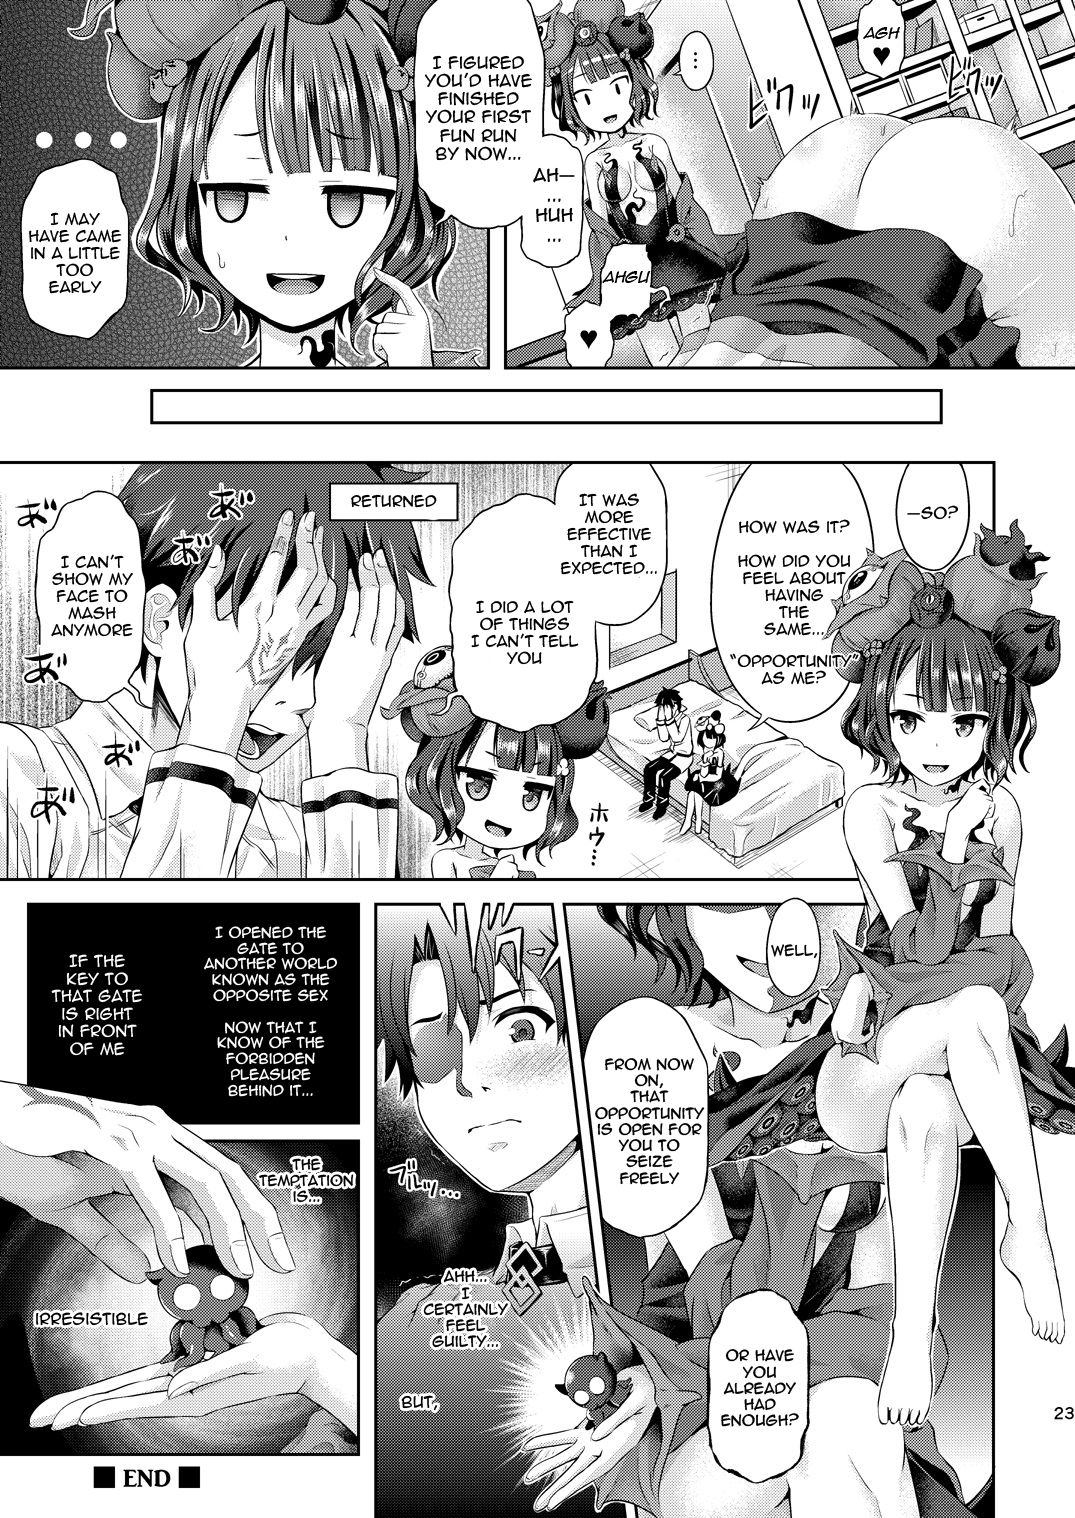 AGH
♥
...
I FIGURED
YOU'D HAVE
FINISHED
YOUR FIRST
FUN RUN
BY NOW...
AH—
...
HUH
...
AHGU
♥
I MAY
HAVE CAME
IN A LITTLE
TOO
EARLY
—SO?
HOW WAS IT?
HOW DID YOU
FEEL ABOUT
HAVING
THE
SAME...
"OPPORTUNITY"
AS ME?
IT WAS
MORE
EFFECTIVE
THAN I
EXPECTED...
I DID A LOT
OF THINGS
I CAN'T TELL
YOU
RETURNED
I CAN'T
SHOW MY
FACE TO
MASH
ANYMORE
ホウ...
WELL,
FROM NOW
ON,
THAT
OPPORTUNITY
IS OPEN FOR
YOU TO
SEIZE
FREELY
OR HAVE
YOU
ALREADY
HAD
ENOUGH?
AHH...
I
CERTAINLY
FEEL
GUILTY...
BUT,
I OPENED THE
GATE TO
ANOTHER WORLD
KNOWN AS THE
OPPOSITE SEX
NOW THAT I
KNOW OF THE
FORBIDDEN
PLEASURE
BEHIND IT...
IF THE
KEY TO
THAT GATE
IS RIGHT
IN FRONT
OF ME
THE
TEMPTATION
IS...
IRRESISTIBLE
■ END ■
23